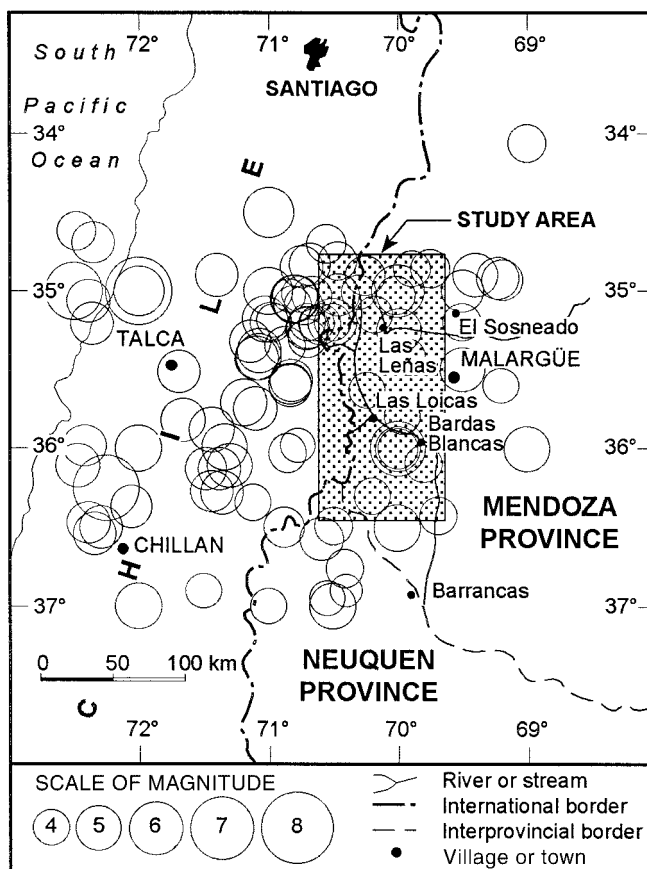 72° 71° 70° 69°
South
Pacific
Ocean
SANTIAGO
34° 34°
E
STUDY AREA
L
35° 35°
TALCA
El Sosneado
Las
Leñas
MALARGÜE
Las Loicas
I
Bardas
Blancas
36° 36°
MENDOZA
PROVINCE
CHILLAN
H
37° 37°
Barrancas
0 50 100 km
NEUQUEN
PROVINCE
C
72° 71° 70° 69°
SCALE OF MAGNITUDE
4 5 6 7 8
River or stream
International border
Interprovincial border
Village or town